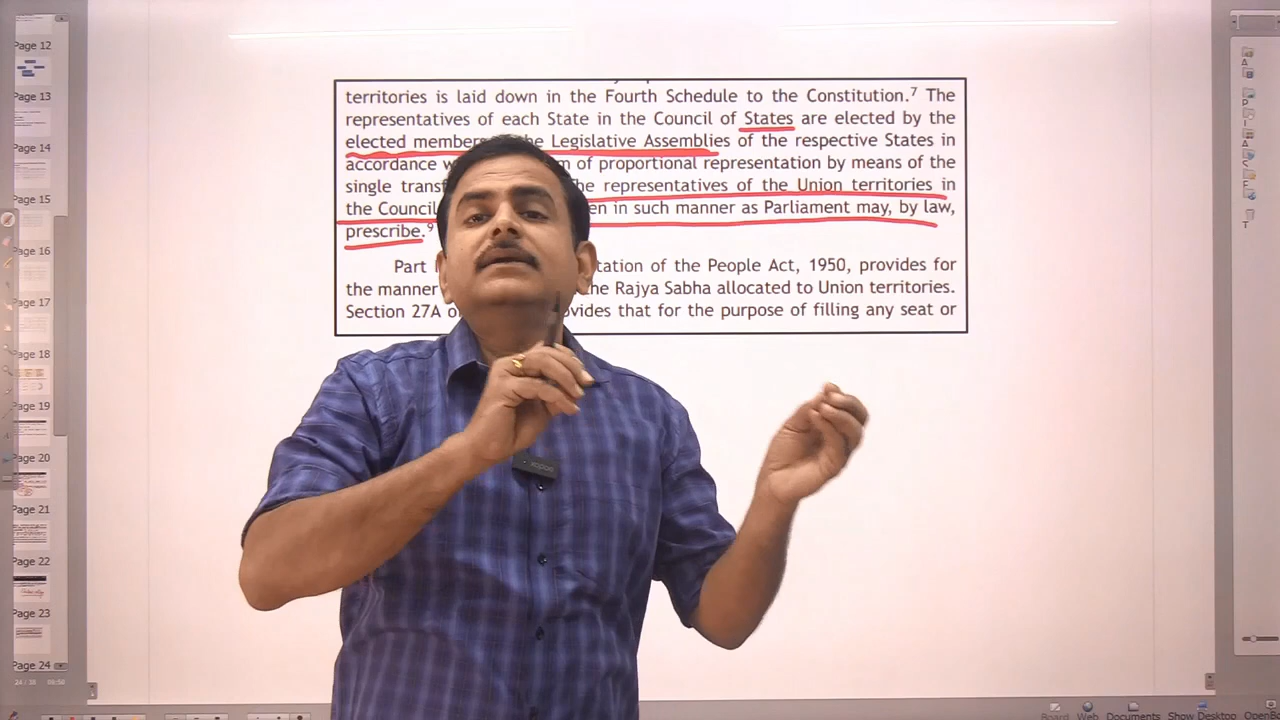 Page 12
Page 13
Page 14
Page 15
Page 16
Page 17
Page 18
Page 19
Page 20
Page 21
Page 22
Page 23
Page 24
territories is laid down in the Fourth Schedule to the Constitution.7 The
representatives of each State in the Council of States are elected by the
elected members the Legislative Assemblies of the respective States in
accordance of proportional representation by means of the
single representatives of the Union territories in
the Council in such manner as Parliament may, by law,
prescribe.9
Part of the People Act, 1950, provides for
the manner the Rajya Sabha allocated to Union territories.
Section 27A that for the purpose of filling any seat or
Board Web Documents Show Desktop